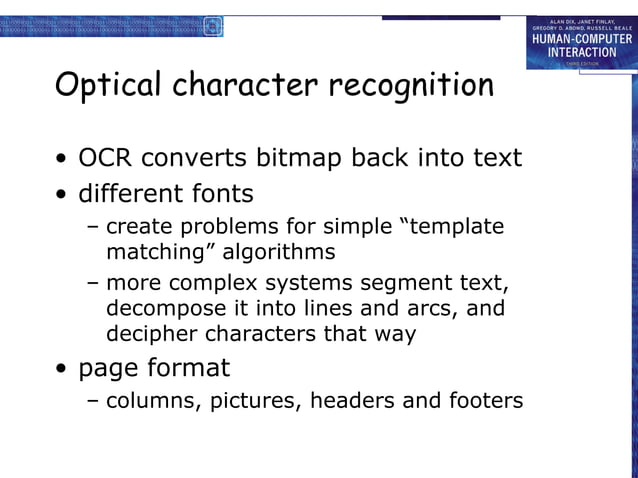 ALAN DIX, JANET FINLAY,
GREGORY D. ABOWD, RUSSELL BEALE
HUMAN-COMPUTER
INTERACTION
THIRD EDITION
Optical character recognition
• OCR converts bitmap back into text
• different fonts
– create problems for simple “template
matching” algorithms
– more complex systems segment text,
decompose it into lines and arcs, and
decipher characters that way
• page format
– columns, pictures, headers and footers